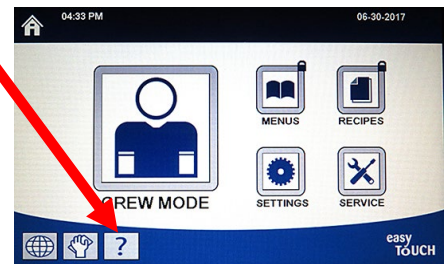 04:33 PM
06-30-2017
MENUS
RECIPES
CREW MODE
SETTINGS
SERVICE
?
easy
TOUCH